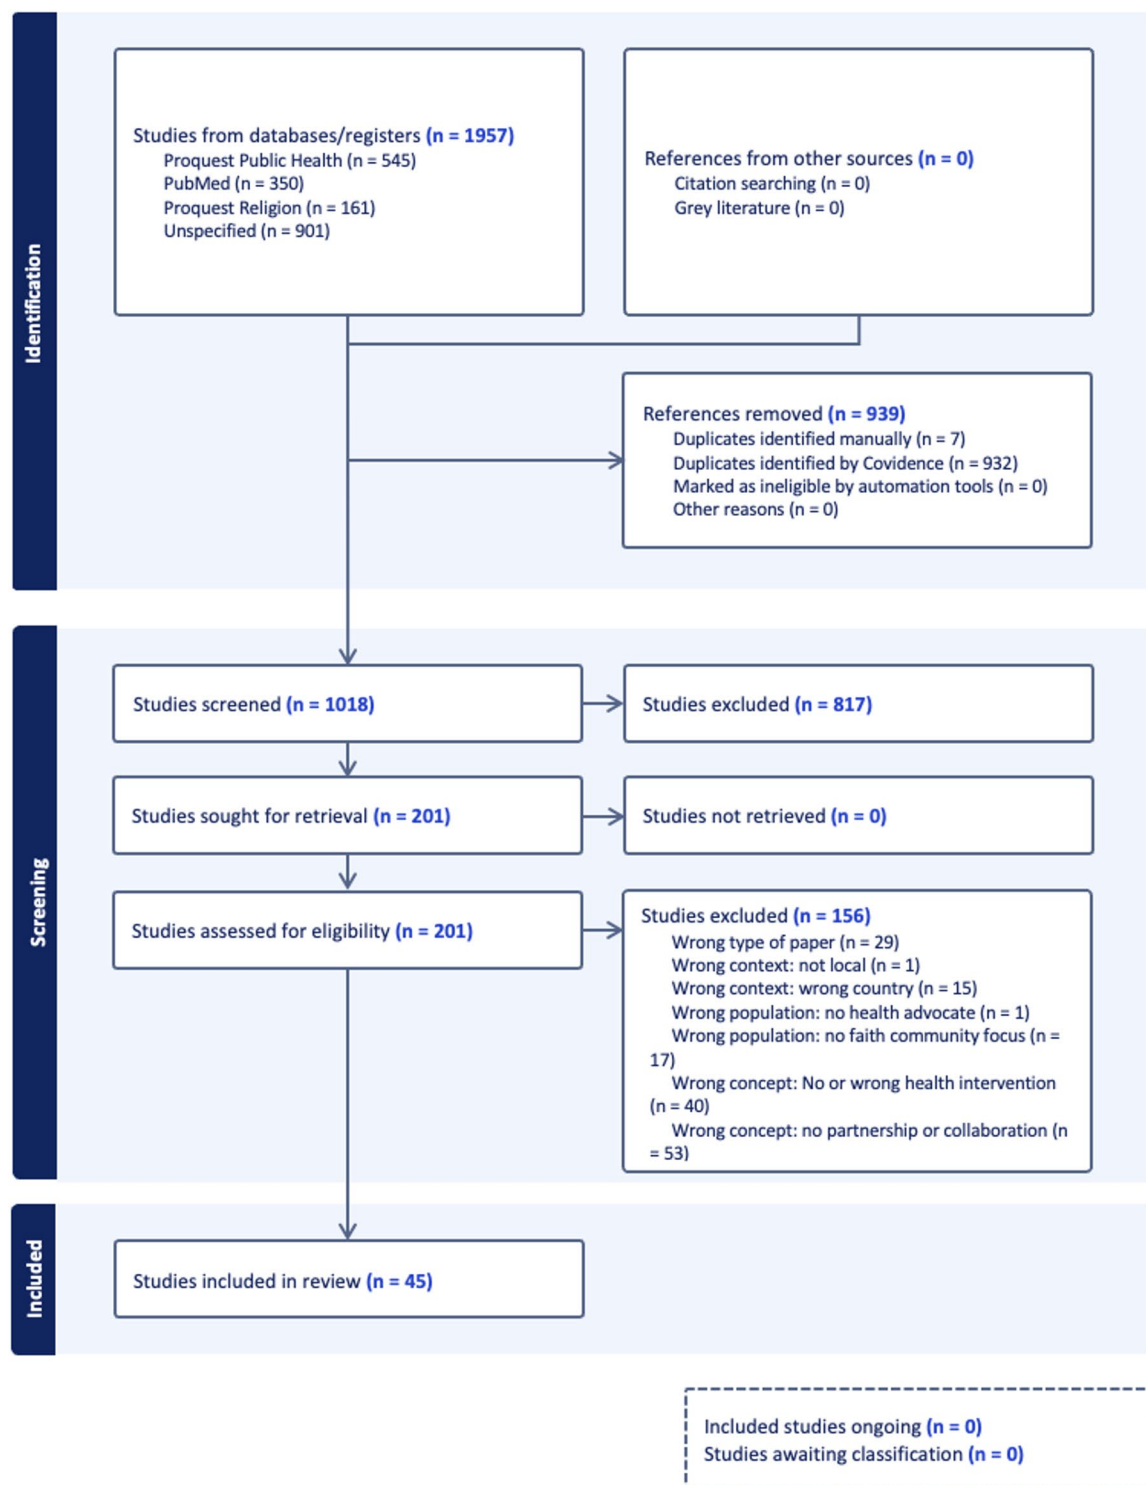 Identification
Studies from databases/registers (n = 1957)
Proquest Public Health (n = 545)
PubMed (n = 350)
Proquest Religion (n = 161)
Unspecified (n = 901)
References from other sources (n = 0)
Citation searching (n = 0)
Grey literature (n = 0)
References removed (n = 939)
Duplicates identified manually (n = 7)
Duplicates identified by Covidence (n = 932)
Marked as ineligible by automation tools (n = 0)
Other reasons (n = 0)
Screening
Studies screened (n = 1018)
Studies excluded (n = 817)
Studies sought for retrieval (n = 201)
Studies not retrieved (n = 0)
Studies assessed for eligibility (n = 201)
Studies excluded (n = 156)
Wrong type of paper (n = 29)
Wrong context: not local (n = 1)
Wrong context: wrong country (n = 15)
Wrong population: no health advocate (n = 1)
Wrong population: no faith community focus (n =
17)
Wrong concept: No or wrong health intervention
(n = 40)
Wrong concept: no partnership or collaboration (n
= 53)
Included
Studies included in review (n = 45)
Included studies ongoing (n = 0)
Studies awaiting classification (n = 0)